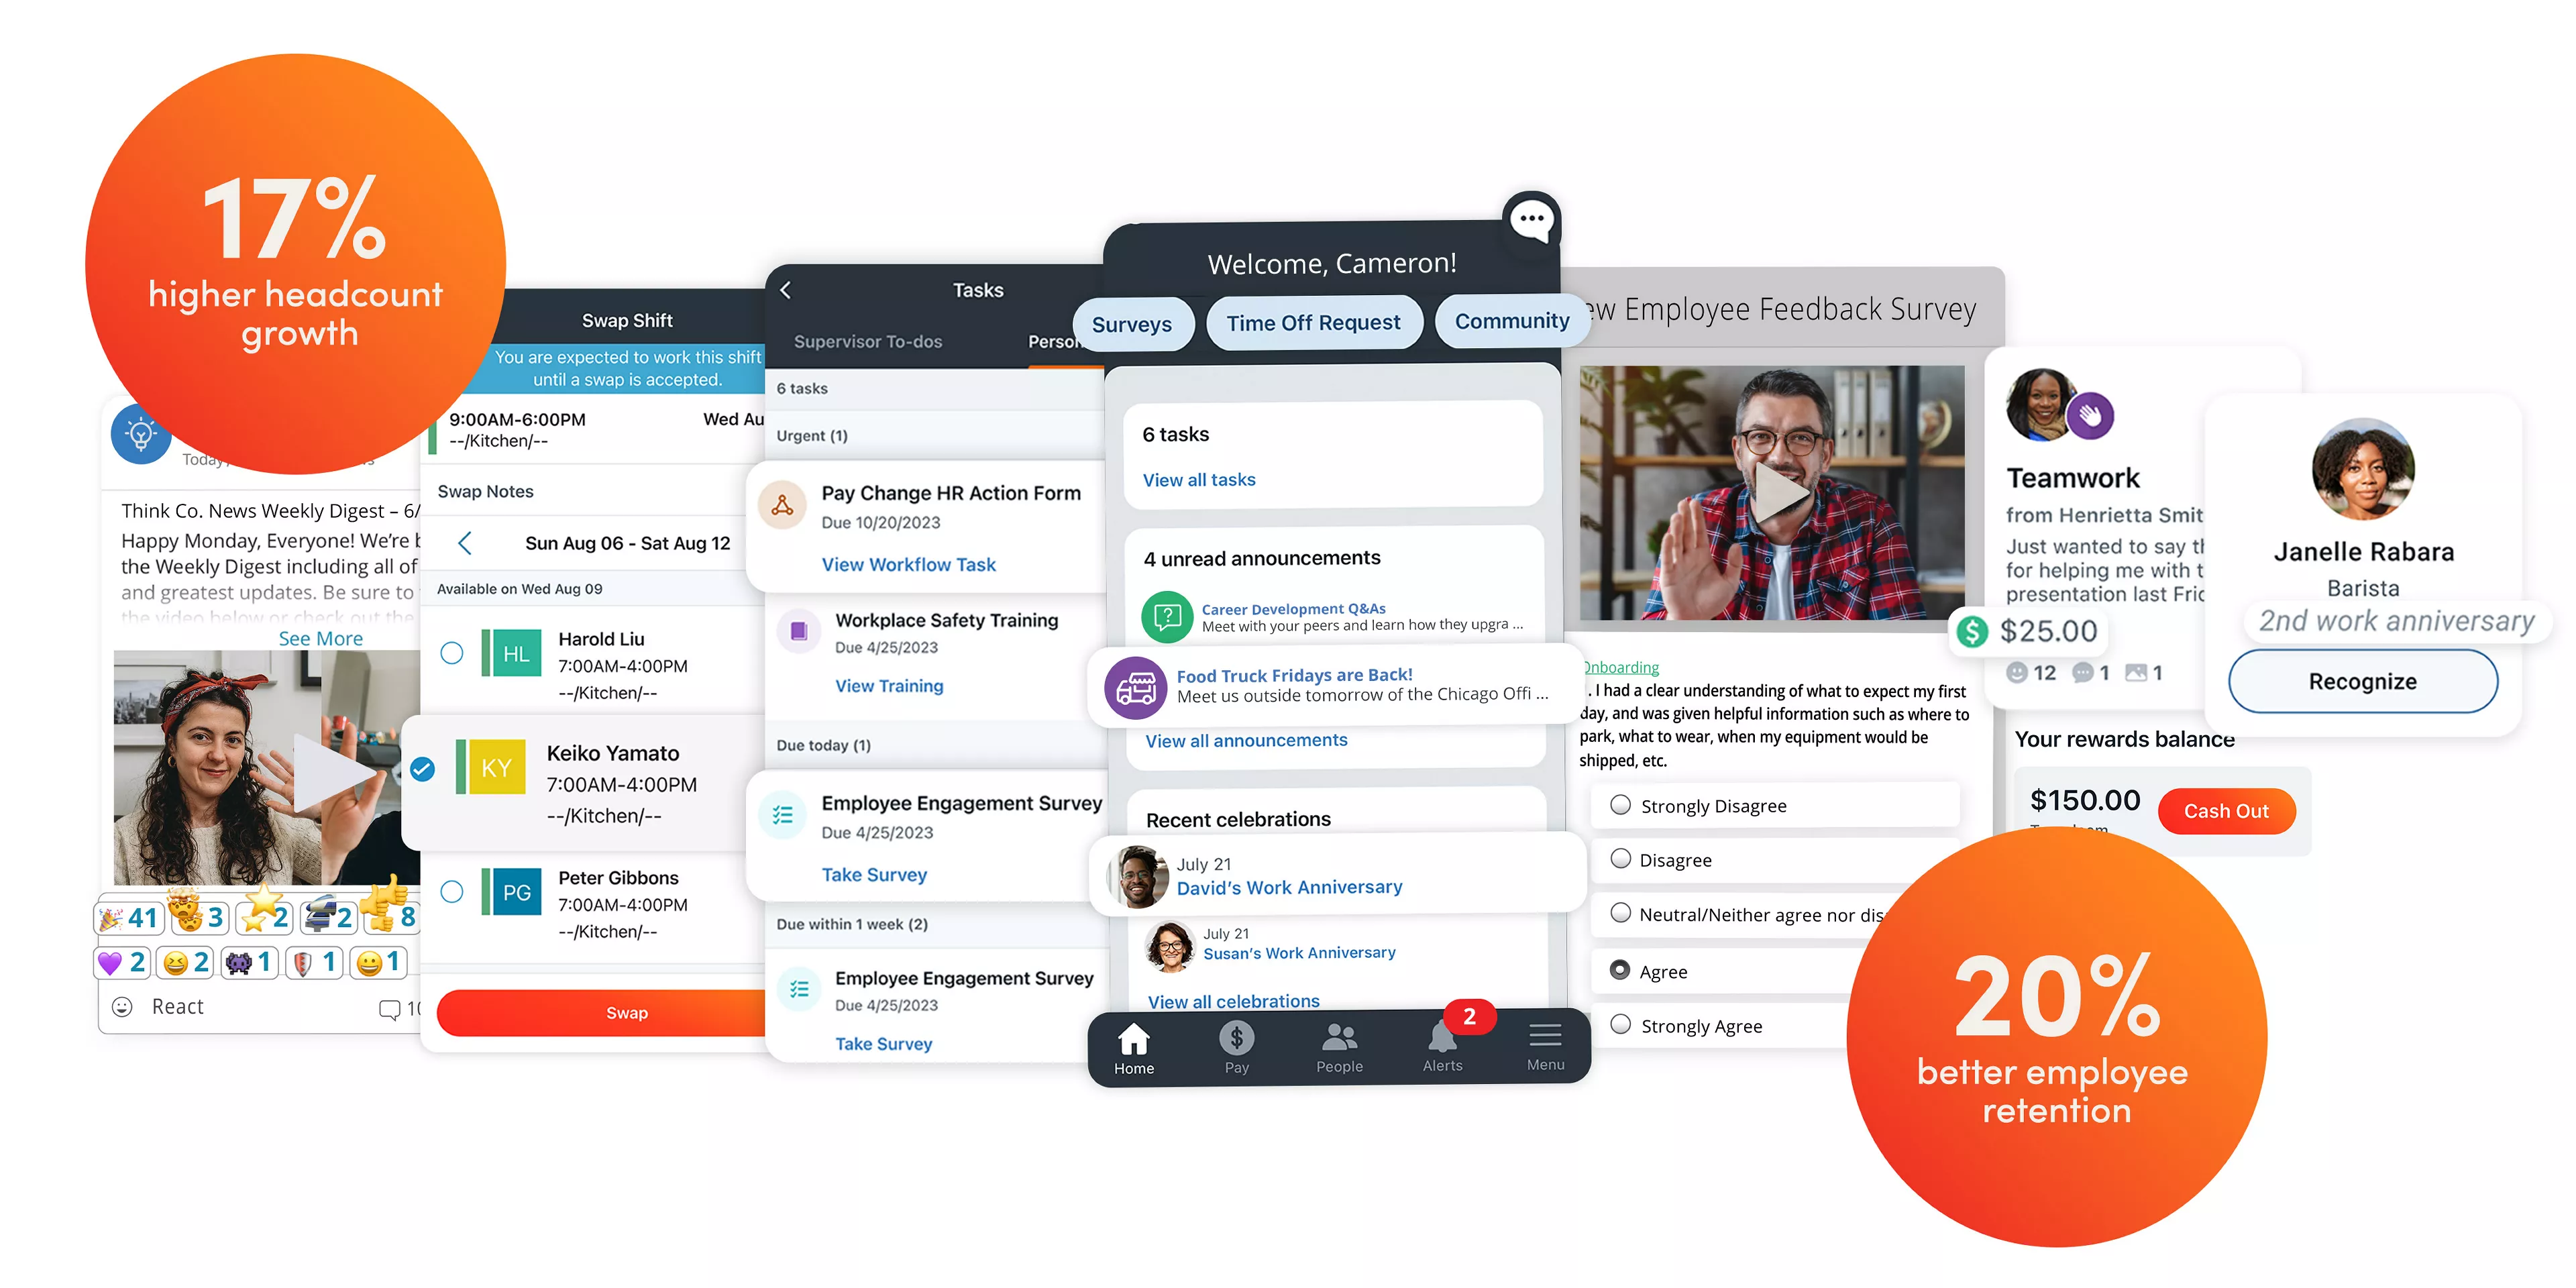 17%
higher headcount
growth
Today,
Think Co. News Weekly Digest – 6/
Happy Monday, Everyone! We're
the Weekly Digest including all of
and greatest updates. Be sure to
the video below or check out the
See More
41
3
2
2
8
2
2
1
1
1
React
Swap Shift
You are expected to work this shift
until a swap is accepted.
9:00AM-6:00PM
Wed Au
--/Kitchen/--
Swap Notes
Sun Aug 06 - Sat Aug 12
Available on Wed Aug 09
HL
Harold Liu
7:00AM-4:00PM
--/Kitchen/--
KY
Keiko Yamato
7:00AM-4:00PM
--/Kitchen/--
PG
Peter Gibbons
7:00AM-4:00PM
--/Kitchen/--
Swap
Tasks
Supervisor To-dos
Person
6 tasks
Urgent (1)
Pay Change HR Action Form
Due 10/20/2023
View Workflow Task
Workplace Safety Training
Due 4/25/2023
View Training
Due today (1)
Employee Engagement Survey
Due 4/25/2023
Take Survey
Due within 1 week (2)
Employee Engagement Survey
Due 4/25/2023
Take Survey
Welcome, Cameron!
Surveys
Time Off Request
Community
6 tasks
View all tasks
4 unread announcements
Career Development Q&As
Meet with your peers and learn how they upgra ...
Food Truck Fridays are Back!
Meet us outside tomorrow of the Chicago Offi ...
View all announcements
Recent celebrations
July 21
David's Work Anniversary
July 21
Susan's Work Anniversary
View all celebrations
2
Home
Pay
People
Alerts
Menu
ew Employee Feedback Survey
Onboarding
. I had a clear understanding of what to expect my first
day, and was given helpful information such as where to
park, what to wear, when my equipment would be
shipped, etc.
Strongly Disagree
Disagree
Neutral/Neither agree nor dis
Agree
Strongly Agree
Teamwork
from Henrietta Smit
Just wanted to say th
for helping me with t
presentation last Fric
$25.00
12
1
1
Janelle Rabara
Barista
2nd work anniversary
Recognize
Your rewards balance
$150.00
Cash Out
20%
better employee
retention